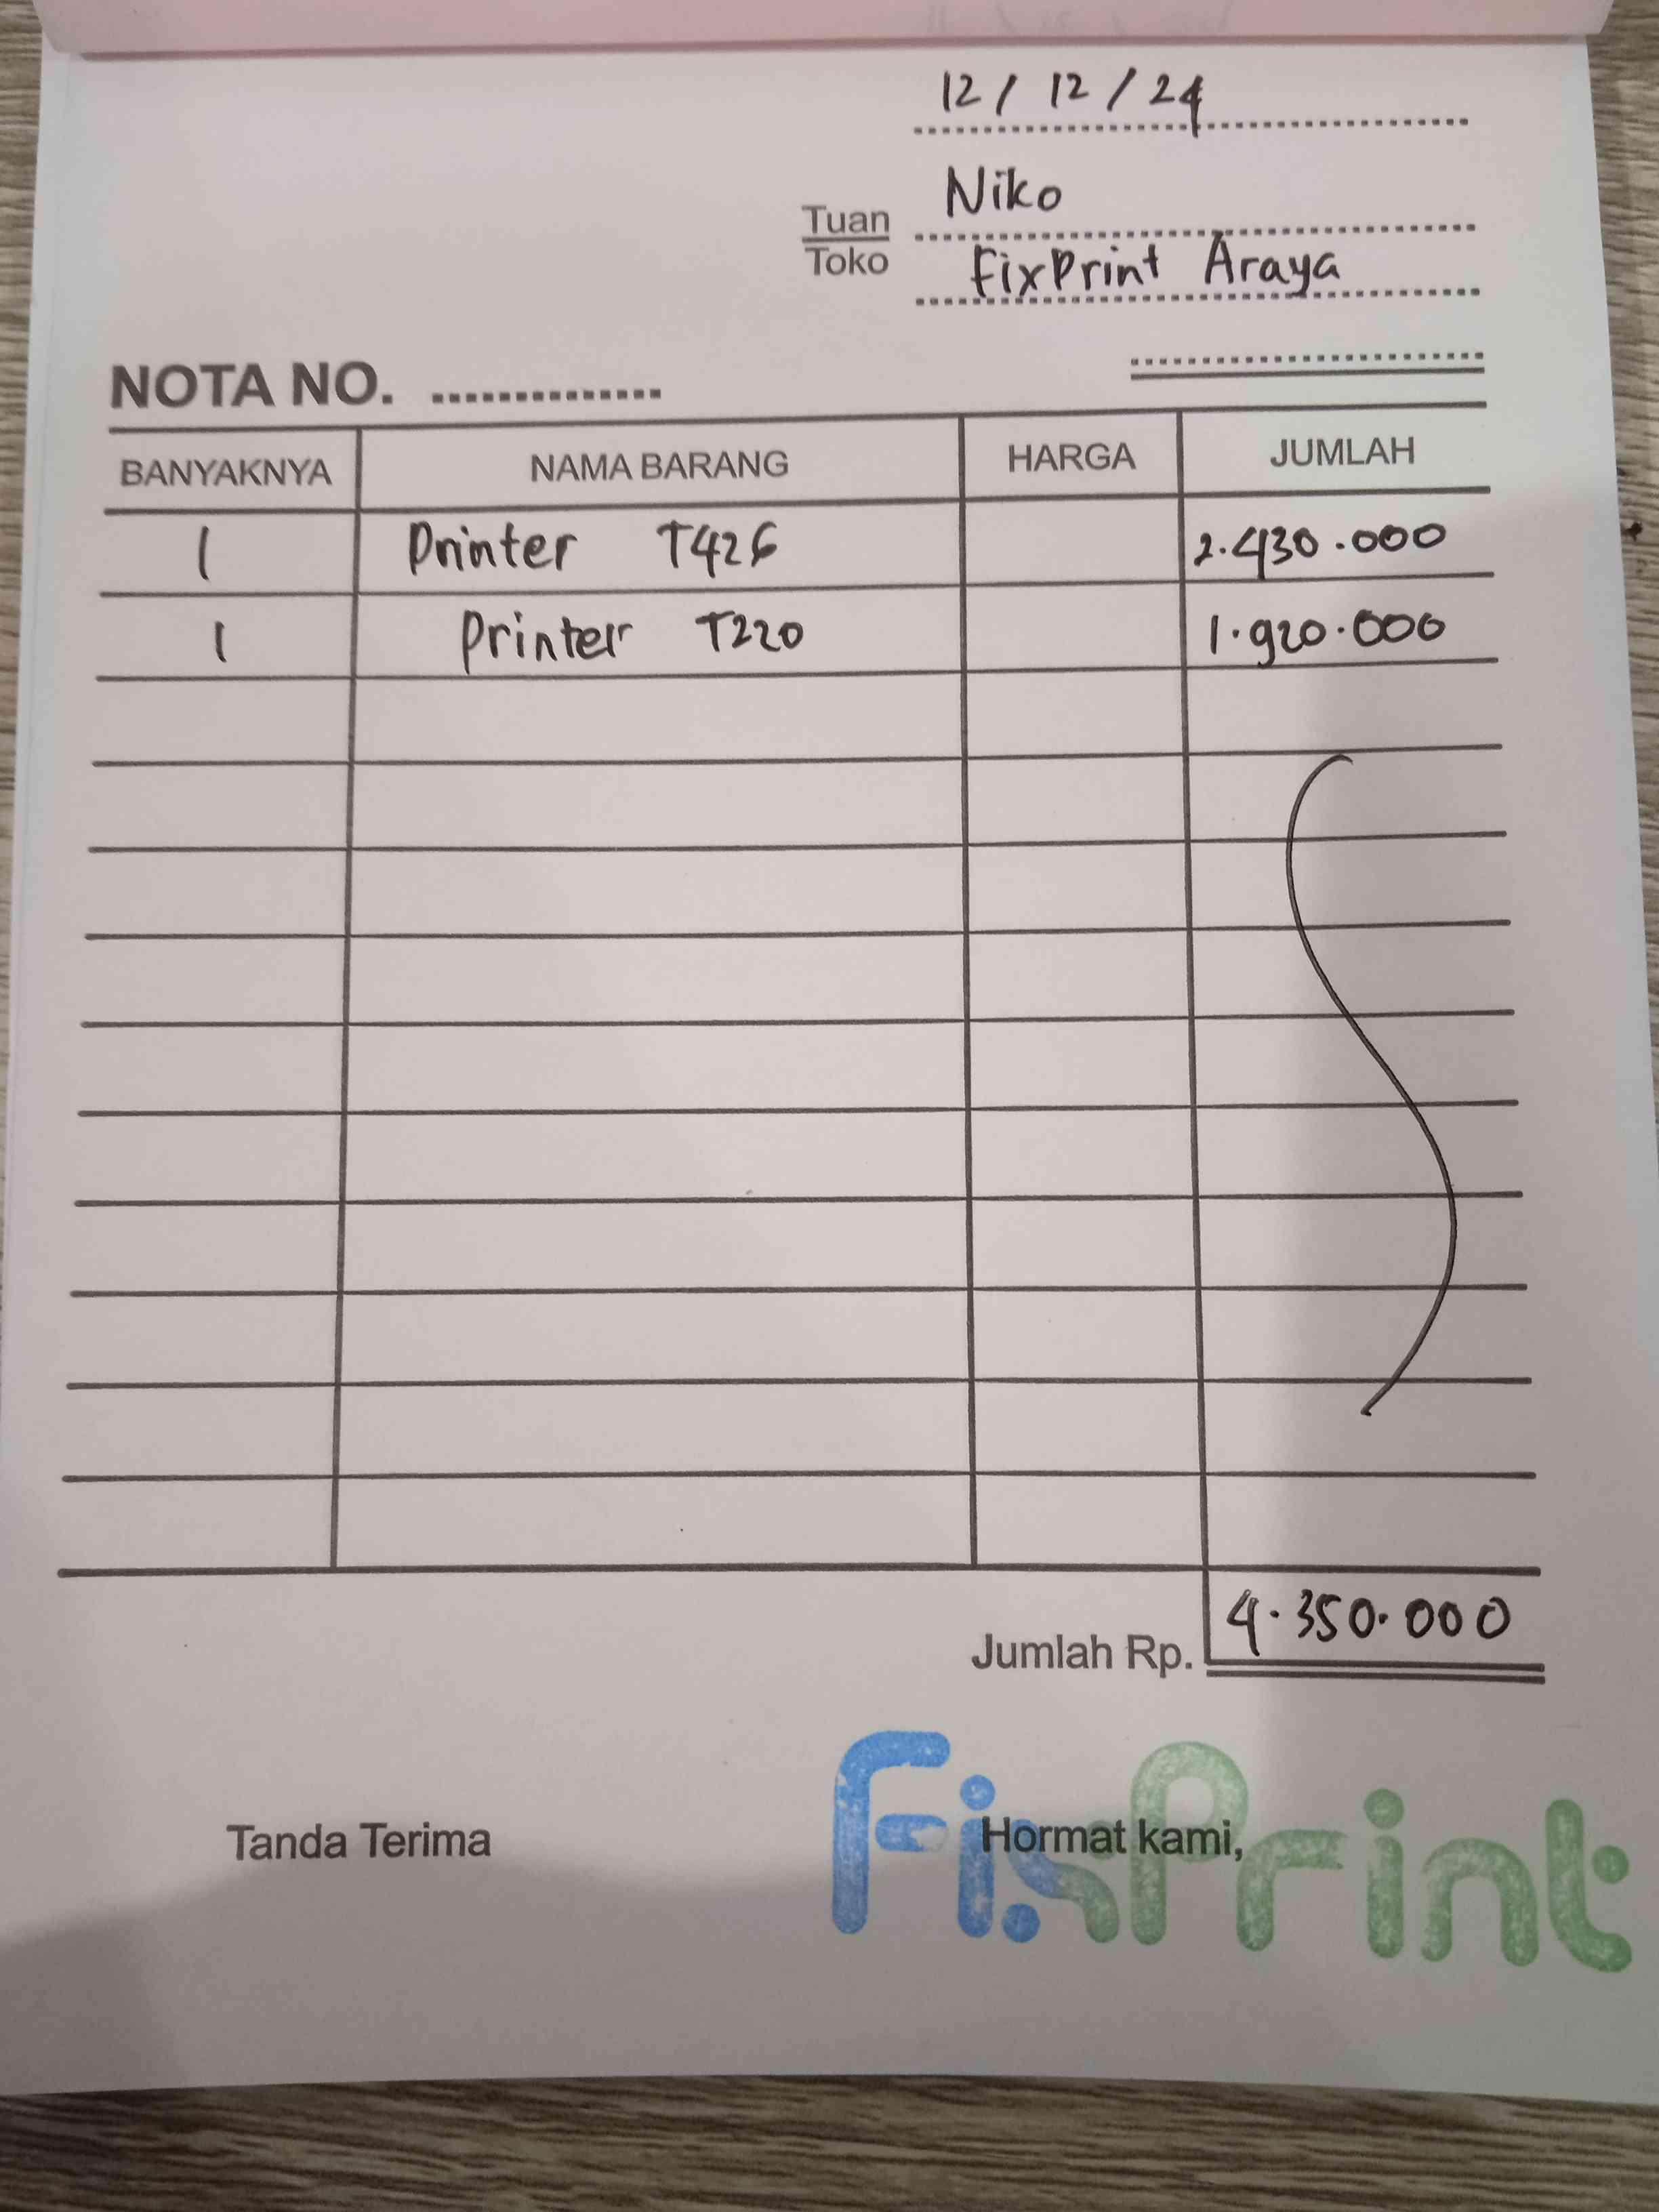 12 / 12 / 24
Tuan Niko
Toko FixPrint Araya
NOTA NO. ..............
BANYAKNYA NAMA BARANG HARGA JUMLAH
1 Printer T426 2.430.000
1 Printer T220 1.920.000
Jumlah Rp. 4.350.000
Tanda Terima Hormat kami,
FixPrint